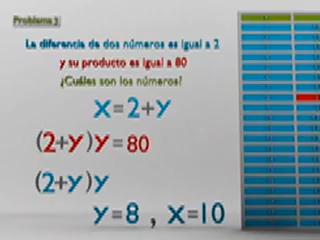 Problema 3
La diferencia de dos números es igual a 2
y su producto es igual a 80
¿Cuáles son los números?
x=2+y
(2+y)y=80
(2+y)y
y=8 , x=10